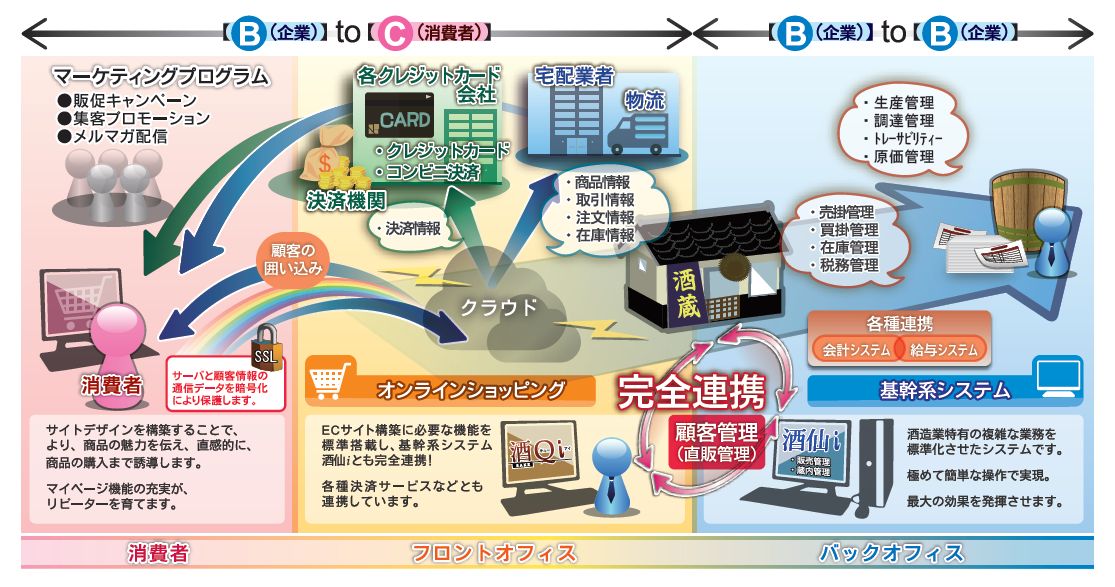 【B(企業)】to【C(消費者)】
【B(企業)】to【B(企業)】
マーケティングプログラム
●販促キャンペーン
●集客プロモーション
●メルマガ配信
各クレジットカード
会社
CARD
・クレジットカード
・コンビニ決済
$
決済機関
宅配業者
物流
・決済情報
・商品情報
・取引情報
・注文情報
・在庫情報
・生産管理
・調達管理
・トレーサビリティー
・原価管理
・売掛管理
・買掛管理
・在庫管理
・税務管理
顧客の
囲い込み
クラウド
酒蔵
消費者
SSL
サーバと顧客情報の
通信データを暗号化
により保護します。
各種連携
会計システム
給与システム
オンラインショッピング
完全連携
基幹系システム
サイトデザインを構築することで、
より、商品の魅力を伝え、直感的に、
商品の購入まで誘導します。
マイページ機能の充実が、
リピーターを育てます。
ECサイト構築に必要な機能を
標準搭載し、基幹系システム
酒仙iとも完全連携!
各種決済サービスなどとも
連携しています。
酒Qi
顧客管理
(直販管理)
酒仙i
・販売管理
・蔵内管理
酒造業特有の複雑な業務を
標準化させたシステムです。
極めて簡単な操作で実現。
最大の効果を発揮させます。
消費者
フロントオフィス
バックオフィス